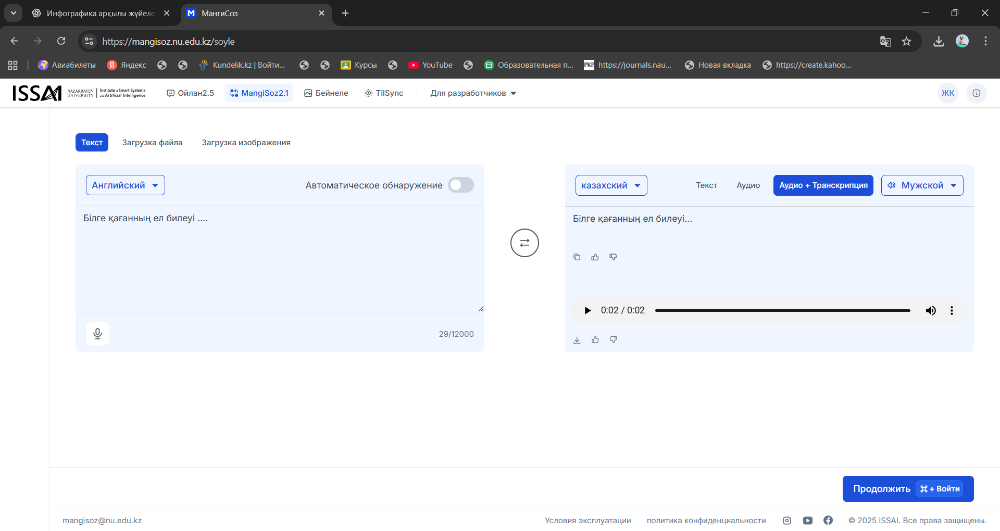 Инфографика арқылы жүйеле
МангиСоз
https://mangisoz.nu.edu.kz/soyle
Авиабилеты
Яндекс
Kundelik.kz | Войти...
Курсы
YouTube
Образовательная п...
PKP
https://journals.nau...
Новая вкладка
https://create.kahoo...
ISSAI
NAZARBAYEV UNIVERSITY
Institute of Smart Systems and Artificial Intelligence
Ойлан2.5
MangiSoz2.1
Бейнеле
TilSync
Для разработчиков
ЖК
Текст
Загрузка файла
Загрузка изображения
Английский
Автоматическое обнаружение
казахский
Текст
Аудио
Аудио + Транскрипция
Мужской
Білге қағанның ел билеуі ....
Білге қағанның ел билеуі...
0:02 / 0:02
29/12000
Продолжить
⌘ + Войти
mangisoz@nu.edu.kz
Условия эксплуатации
политика конфиденциальности
© 2025 ISSAI. Все права защищены.